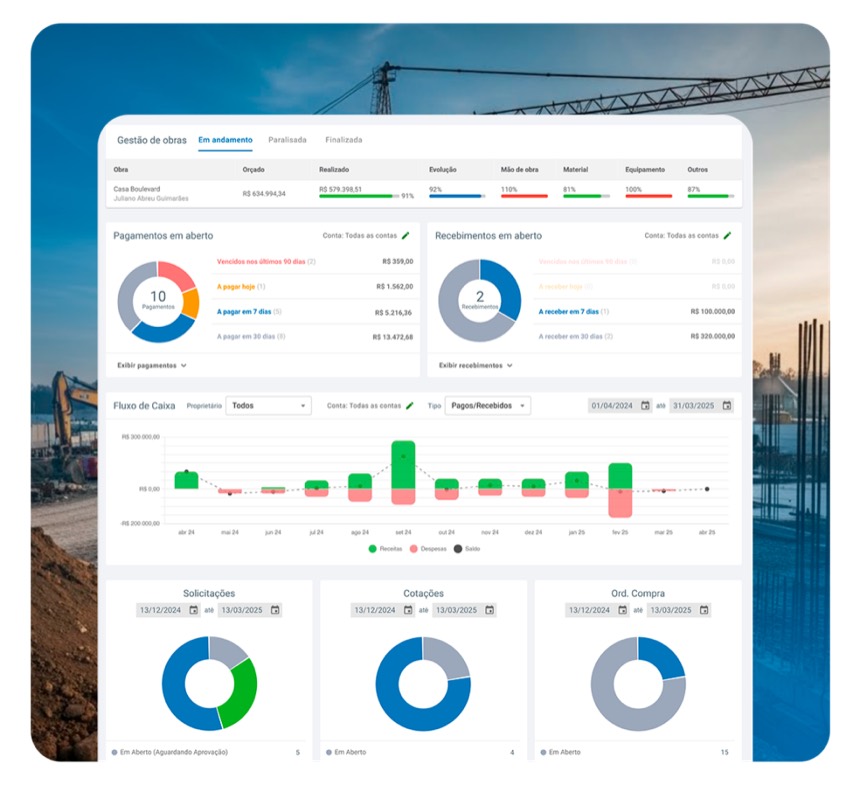 Gestão de obras Em andamento Paralisada Finalizada
Obra Orçado Realizado Evolução Mão de obra Material Equipamento Outros
Casa Boulevard R$ 634.994,34 R$ 579.398,51 91% 92% 110% 81% 100% 87%
Juliano Abreu Guimarães
Pagamentos em aberto Conta: Todas as contas
10
Pagamentos
Vencidos nos últimos 90 dias (2) R$ 359,00
A pagar hoje (1) R$ 1.562,00
A pagar em 7 dias (5) R$ 5.216,36
A pagar em 30 dias (8) R$ 13.472,68
Exibir pagamentos
Recebimentos em aberto Conta: Todas as contas
2
Recebimentos
Vencidos nos últimos 90 dias R$ 0,00
A receber hoje R$ 0,00
A receber em 7 dias (1) R$ 100.000,00
A receber em 30 dias (2) R$ 320.000,00
Exibir recebimentos
Fluxo de Caixa Proprietário Todos Conta: Todas as contas Tipo Pagos/Recebidos 01/04/2024 até 31/03/2025
R$ 300.000,00
R$ 0,00
-R$ 200.000,00
abr 24 mai 24 jun 24 jul 24 ago 24 set 24 out 24 nov 24 dez 24 jan 25 fev 25 mar 25 abr 25
Receitas Despesas Saldo
Solicitações
13/12/2024 até 13/03/2025
Em Aberto (Aguardando Aprovação) 5
Cotações
13/12/2024 até 13/03/2025
Em Aberto 4
Ord. Compra
13/12/2024 até 13/03/2025
Em Aberto 15